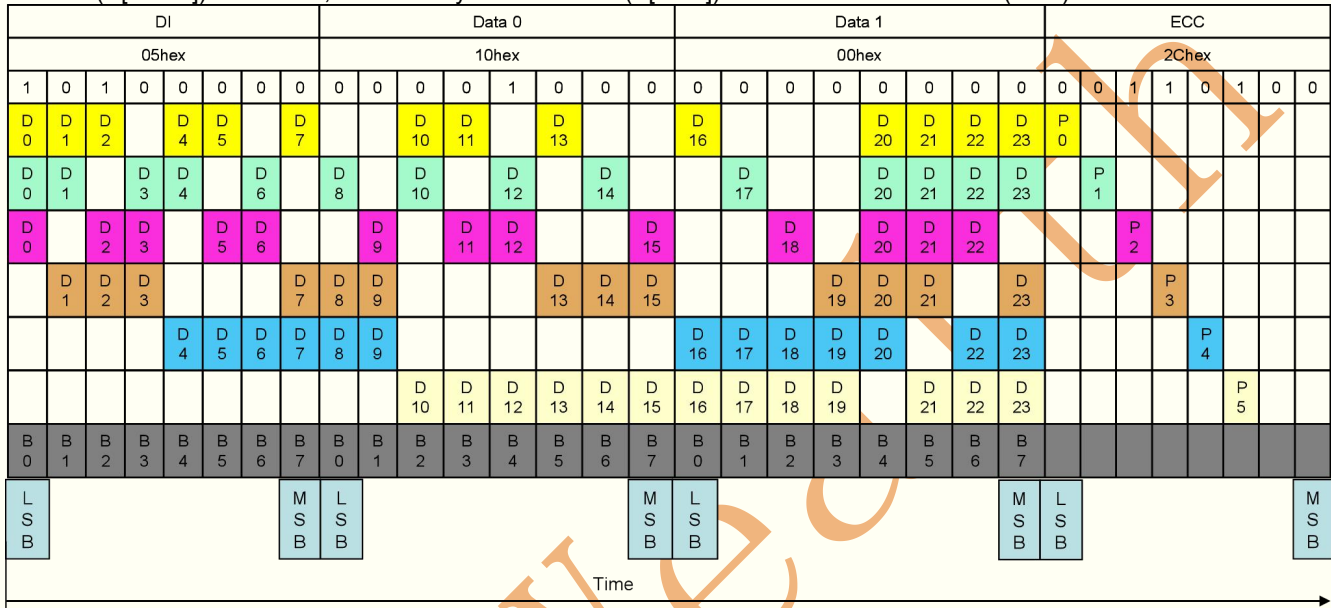 DI Data 0 Data 1 ECC
05hex 10hex 00hex 2Chex
1 0 1 0 0 0 0 0 0 0 0 0 1 0 0 0 0 0 0 0 0 0 0 0 0 0 1 1 0 1 0 0
D0 D1 D2 D4 D5 D7 D10 D11 D13 D16 D20 D21 D22 D23 P0
D0 D1 D3 D4 D6 D8 D10 D12 D14 D17 D20 D21 D22 D23 P1
D0 D2 D3 D5 D6 D9 D11 D12 D15 D18 D20 D21 D22 P2
D1 D2 D3 D7 D8 D9 D13 D14 D15 D19 D20 D21 D23 P3
D4 D5 D6 D7 D8 D9 D16 D17 D18 D19 D20 D22 D23 P4
D10 D11 D12 D13 D14 D15 D16 D17 D18 D19 D21 D22 D23 P5
B0 B1 B2 B3 B4 B5 B6 B7 B0 B1 B2 B3 B4 B5 B6 B7 B0 B1 B2 B3 B4 B5 B6 B7
LSB MSB LSB MSB LSB MSB LSB MSB
Time